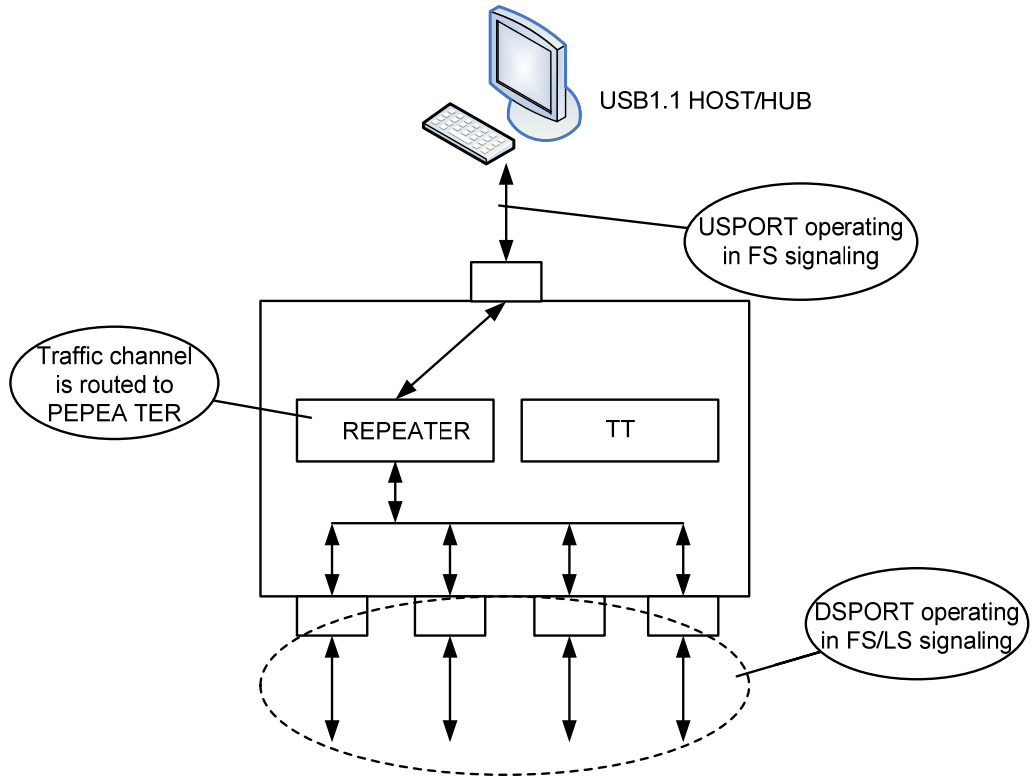 USB1.1 HOST/HUB
USPORT operating
in FS signaling
Traffic channel
is routed to
PEPEA TER
REPEATER
TT
DSPORT operating
in FS/LS signaling